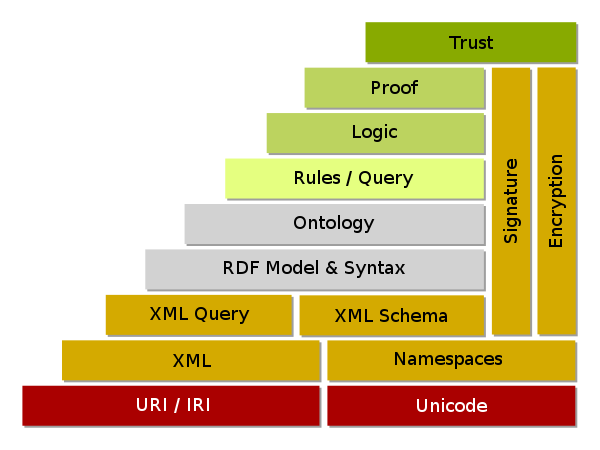 Trust
Proof
Logic
Rules / Query
Ontology
RDF Model & Syntax
Signature
Encryption
XML Query
XML Schema
XML
Namespaces
URI / IRI
Unicode